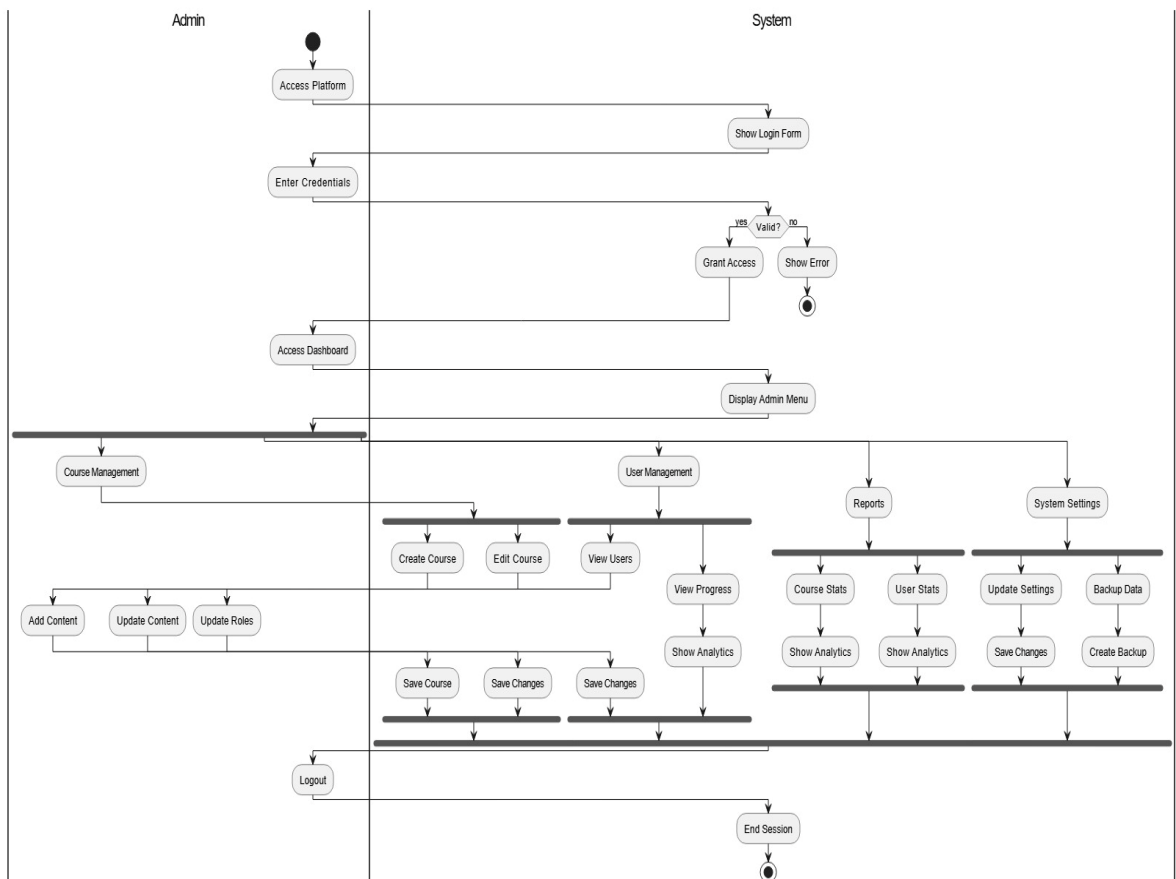 Admin
System
Access Platform
Show Login Form
Enter Credentials
yes
Valid?
no
Grant Access
Show Error
Access Dashboard
Display Admin Menu
Course Management
User Management
Reports
System Settings
Create Course
Edit Course
View Users
View Progress
Course Stats
User Stats
Update Settings
Backup Data
Add Content
Update Content
Update Roles
Show Analytics
Show Analytics
Show Analytics
Save Changes
Create Backup
Save Course
Save Changes
Save Changes
Logout
End Session